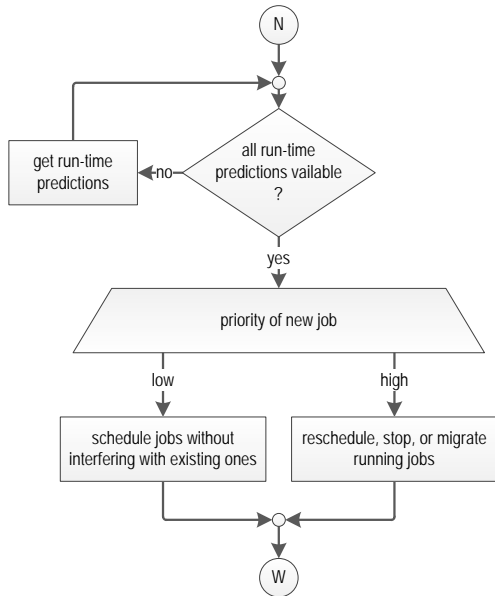 N
all run-time
predictions vailable
?
get run-time
predictions
no
yes
priority of new job
low
high
schedule jobs without
interfering with existing ones
reschedule, stop, or migrate
running jobs
W